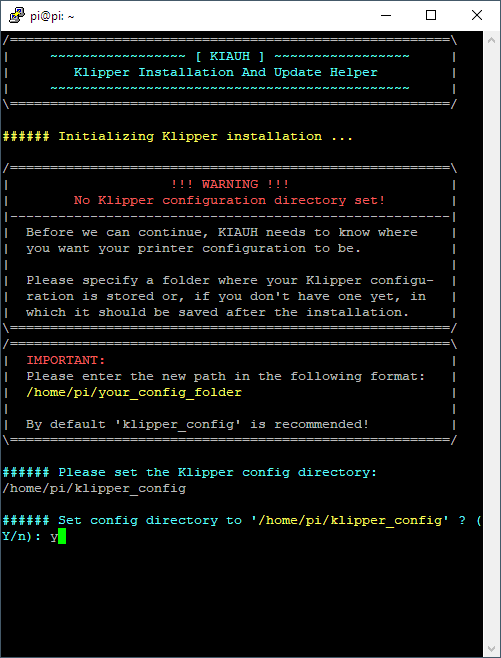 pi@pi: ~
/=======================================================\
|     ~~~~~~~~~~~~~~~~~ [ KIAUH ] ~~~~~~~~~~~~~~~~~     |
|        Klipper Installation And Update Helper         |
|     ~~~~~~~~~~~~~~~~~~~~~~~~~~~~~~~~~~~~~~~~~~~~~     |
\=======================================================/
###### Initializing Klipper installation ...
/=======================================================\
|                    !!! WARNING !!!                    |
|        No Klipper configuration directory set!        |
|-------------------------------------------------------|
|  Before we can continue, KIAUH needs to know where    |
|  you want your printer configuration to be.           |
|                                                       |
|  Please specify a folder where your Klipper configu-  |
|  ration is stored or, if you don't have one yet, in   |
|  which it should be saved after the installation.     |
\=======================================================/
/=======================================================\
|  IMPORTANT:                                           |
|  Please enter the new path in the following format:   |
|  /home/pi/your_config_folder                          |
|                                                       |
|  By default 'klipper_config' is recommended!          |
\=======================================================/
###### Please set the Klipper config directory:
/home/pi/klipper_config
###### Set config directory to '/home/pi/klipper_config' ? (
Y/n): y